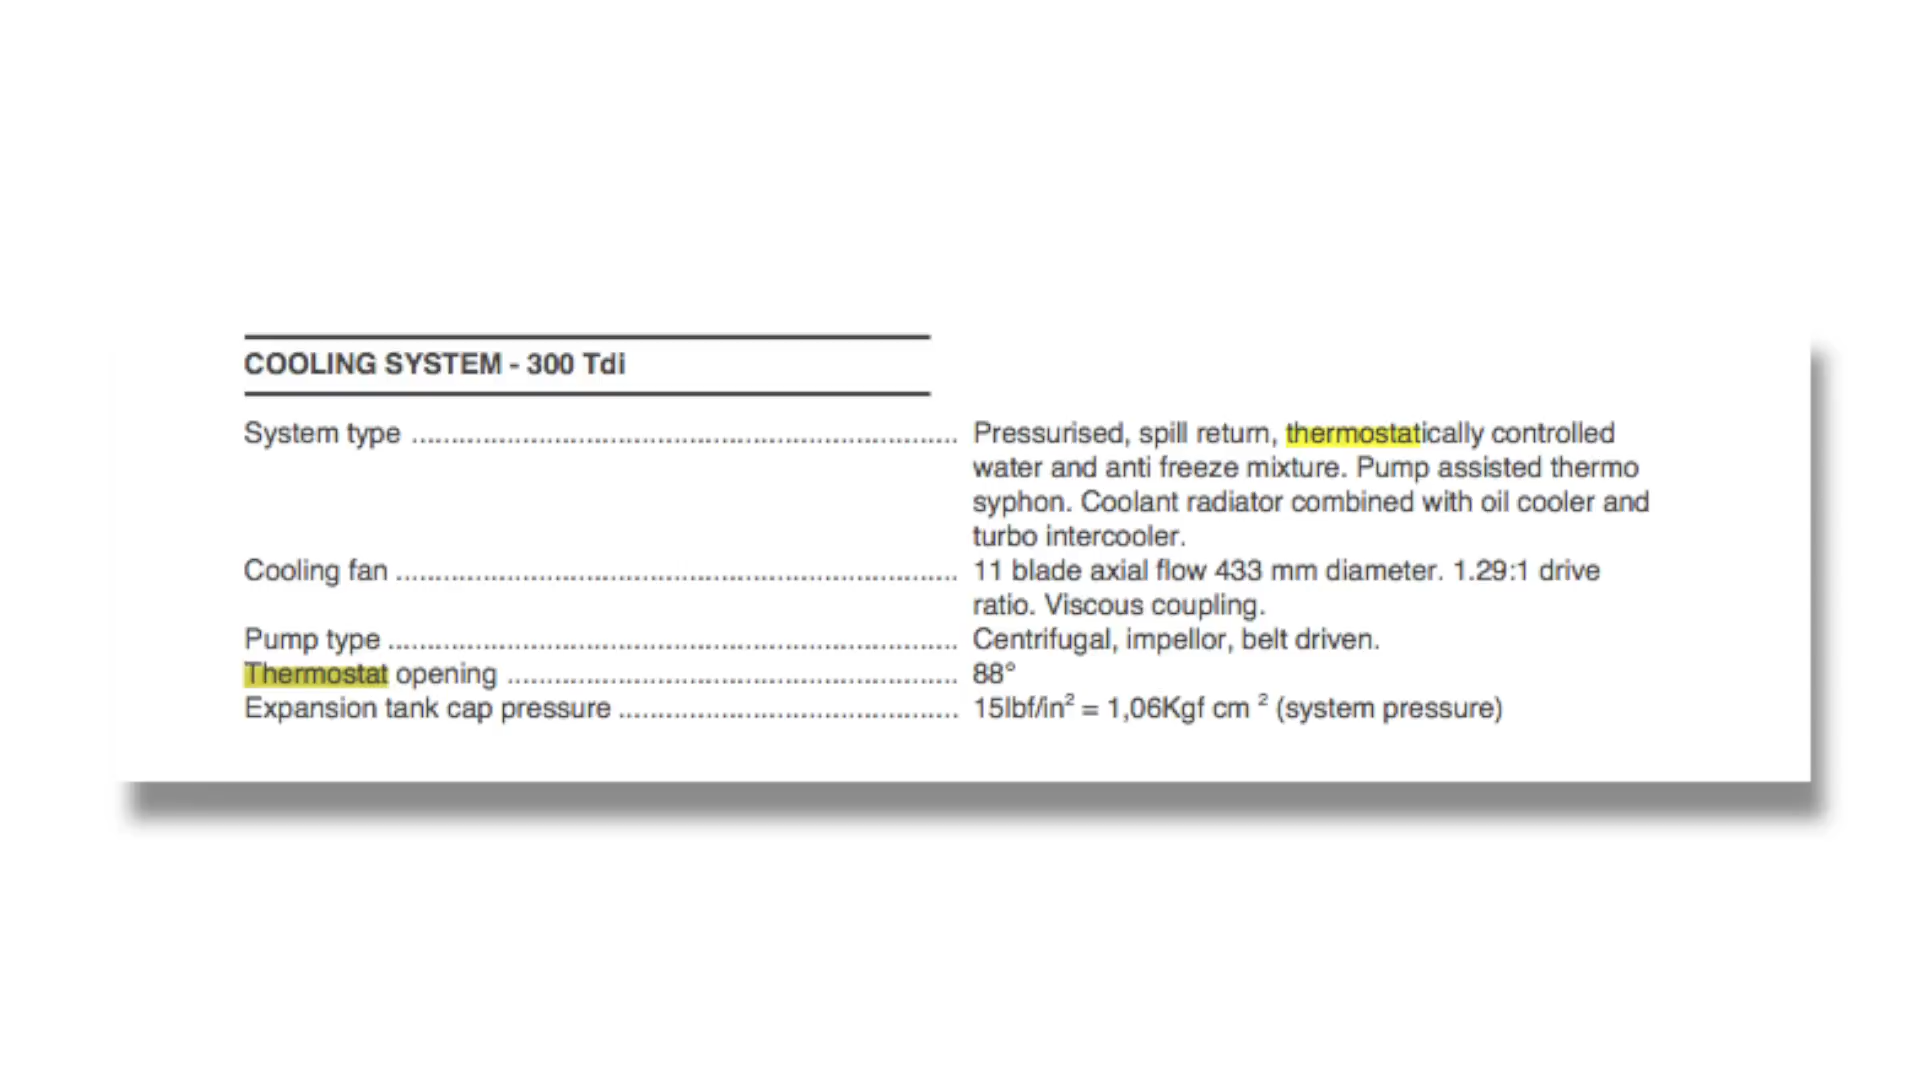 COOLING SYSTEM - 300 Tdi
System type ..................................................................... Pressurised, spill return, thermostatically controlled
water and anti freeze mixture. Pump assisted thermo
syphon. Coolant radiator combined with oil cooler and
turbo intercooler.
Cooling fan ....................................................................... 11 blade axial flow 433 mm diameter. 1.29:1 drive
ratio. Viscous coupling.
Pump type ........................................................................ Centrifugal, impellor, belt driven.
Thermostat opening ......................................................... 88°
Expansion tank cap pressure ........................................... 15lbf/in² = 1,06Kgf cm ² (system pressure)